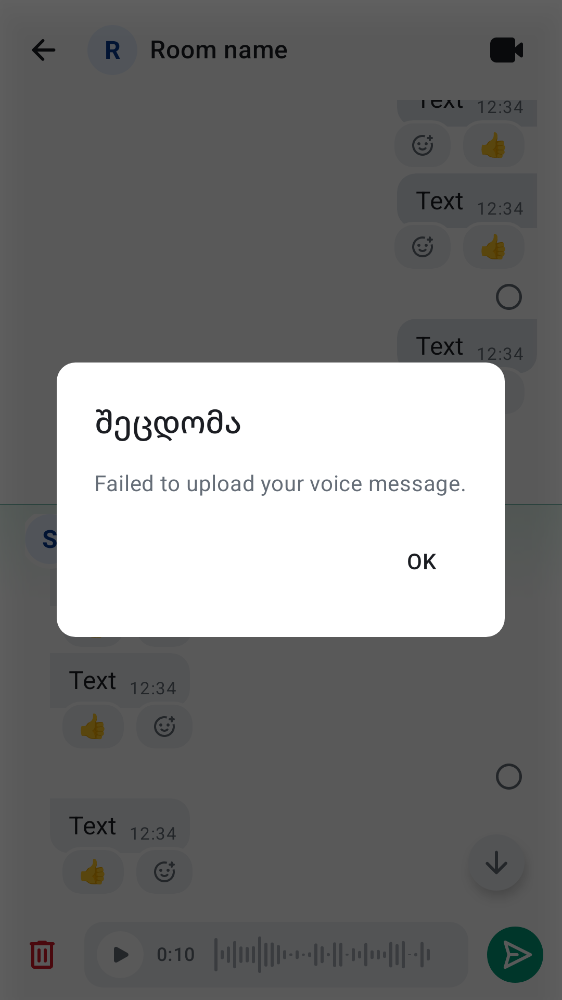 R Room name
Text 12:34
👍
Text 12:34
👍
Text 12:34
შეცდომა
Failed to upload your voice message.
OK
S
Text 12:34
👍
Text 12:34
👍
0:10